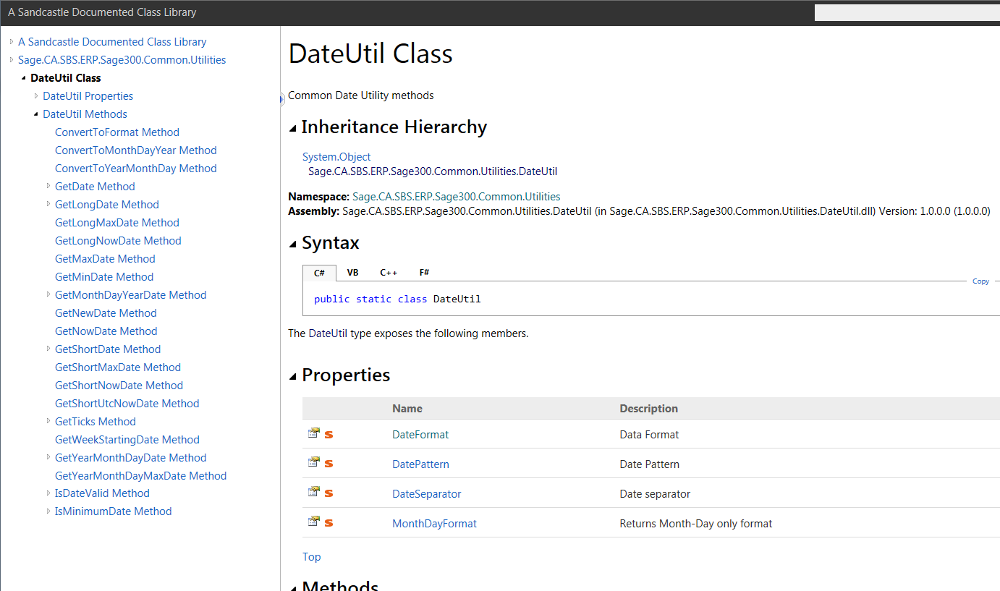 A Sandcastle Documented Class Library
A Sandcastle Documented Class Library
Sage.CA.SBS.ERP.Sage300.Common.Utilities
DateUtil Class
DateUtil Properties
DateUtil Methods
ConvertToFormat Method
ConvertToMonthDayYear Method
ConvertToYearMonthDay Method
GetDate Method
GetLongDate Method
GetLongMaxDate Method
GetLongNowDate Method
GetMaxDate Method
GetMinDate Method
GetMonthDayYearDate Method
GetNewDate Method
GetNowDate Method
GetShortDate Method
GetShortMaxDate Method
GetShortNowDate Method
GetShortUtcNowDate Method
GetTicks Method
GetWeekStartingDate Method
GetYearMonthDayDate Method
GetYearMonthDayMaxDate Method
IsDateValid Method
IsMinimumDate Method
DateUtil Class
Common Date Utility methods
Inheritance Hierarchy
System.Object
Sage.CA.SBS.ERP.Sage300.Common.Utilities.DateUtil
Namespace: Sage.CA.SBS.ERP.Sage300.Common.Utilities
Assembly: Sage.CA.SBS.ERP.Sage300.Common.Utilities.DateUtil (in Sage.CA.SBS.ERP.Sage300.Common.Utilities.DateUtil.dll) Version: 1.0.0.0 (1.0.0.0)
Syntax
C# VB C++ F#
Copy
public static class DateUtil
The DateUtil type exposes the following members.
Properties
Name Description
S DateFormat Data Format
S DatePattern Date Pattern
S DateSeparator Date separator
S MonthDayFormat Returns Month-Day only format
Top
Methods